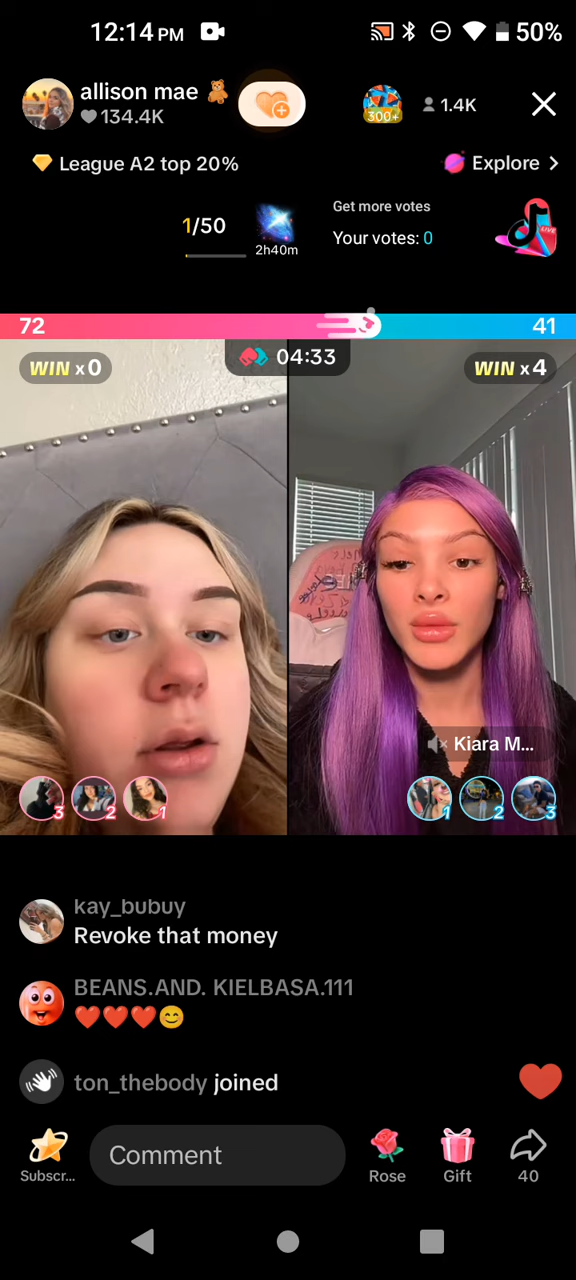 12:14 PM
50%
allison mae 🧸
134.4K
300+
1.4K
League A2 top 20%
Explore >
1/50
2h40m
Get more votes
Your votes: 0
LIVE
72
41
WIN x0
04:33
WIN x4
Kiara M...
3
2
1
1
2
3
kay_bubuy
Revoke that money
BEANS.AND. KIELBASA.111
❤️❤️❤️😊
ton_thebody joined
Subscr...
Comment
Rose
Gift
40